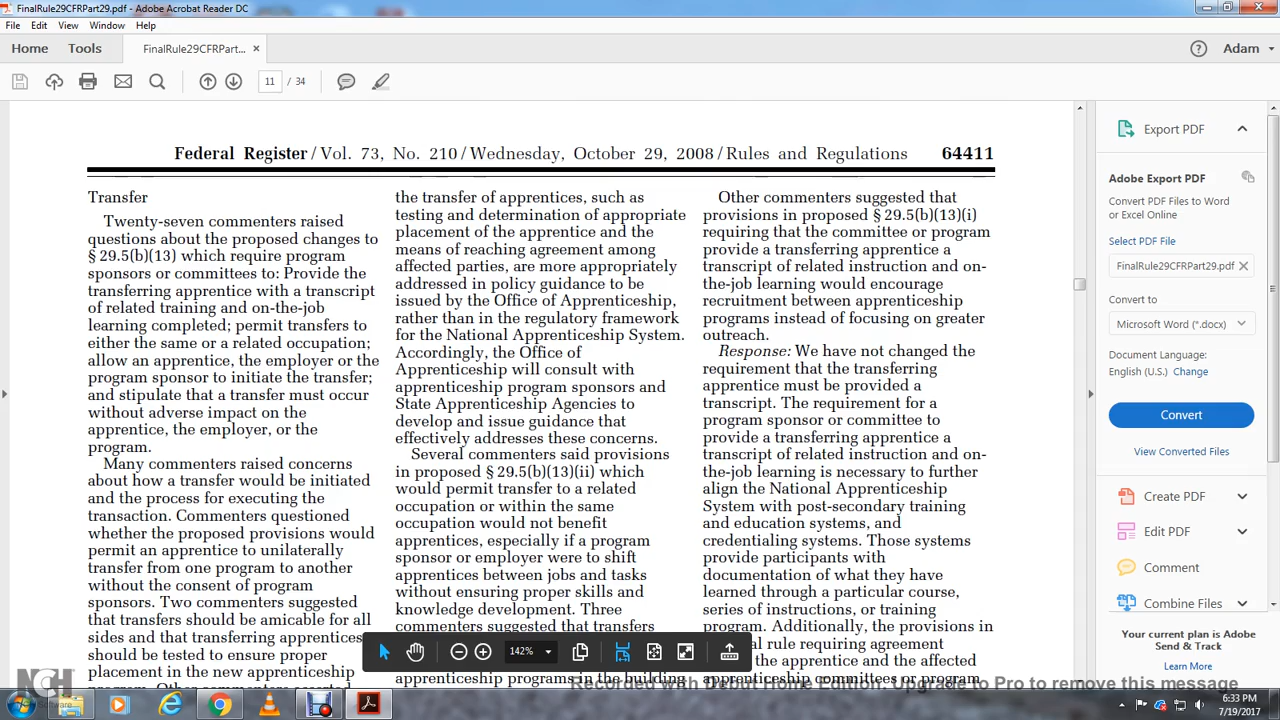 FinalRule29CFRPart29.pdf - Adobe Acrobat Reader DC
File Edit View Window Help
Home Tools FinalRule29CFRPart... × Adam
11 / 34
Federal Register / Vol. 73, No. 210 / Wednesday, October 29, 2008 / Rules and Regulations 64411
Transfer
Twenty-seven commenters raised
questions about the proposed changes to
§ 29.5(b)(13) which require program
sponsors or committees to: Provide the
transferring apprentice with a transcript
of related training and on-the-job
learning completed; permit transfers to
either the same or a related occupation;
allow an apprentice, the employer or the
program sponsor to initiate the transfer;
and stipulate that a transfer must occur
without adverse impact on the
apprentice, the employer, or the
program.
Many commenters raised concerns
about how a transfer would be initiated
and the process for executing the
transaction. Commenters questioned
whether the proposed provisions would
permit an apprentice to unilaterally
transfer from one program to another
without the consent of program
sponsors. Two commenters suggested
that transfers should be amicable for all
sides and that transferring apprentices
should be tested to ensure proper
placement in the new apprenticeship
the transfer of apprentices, such as
testing and determination of appropriate
placement of the apprentice and the
means of reaching agreement among
affected parties, are more appropriately
addressed in policy guidance to be
issued by the Office of Apprenticeship,
rather than in the regulatory framework
for the National Apprenticeship System.
Accordingly, the Office of
Apprenticeship will consult with
apprenticeship program sponsors and
State Apprenticeship Agencies to
develop and issue guidance that
effectively addresses these concerns.
Several commenters said provisions
in proposed § 29.5(b)(13)(ii) which
would permit transfer to a related
occupation or within the same
occupation would not benefit
apprentices, especially if a program
sponsor or employer were to shift
apprentices between jobs and tasks
without ensuring proper skills and
knowledge development. Three
commenters suggested that transfers
apprenticeship programs in the building
Other commenters suggested that
provisions in proposed § 29.5(b)(13)(i)
requiring that the committee or program
provide a transferring apprentice a
transcript of related instruction and on-
the-job learning would encourage
recruitment between apprenticeship
programs instead of focusing on greater
outreach.
Response: We have not changed the
requirement that the transferring
apprentice must be provided a
transcript. The requirement for a
program sponsor or committee to
provide a transferring apprentice a
transcript of related instruction and on-
the-job learning is necessary to further
align the National Apprenticeship
System with post-secondary training
and education systems, and
credentialing systems. Those systems
provide participants with
documentation of what they have
learned through a particular course,
series of instructions, or training
program. Additionally, the provisions in
rule requiring agreement
the apprentice and the affected
apprenticeship committees or program
142%
Export PDF
Adobe Export PDF
Convert PDF Files to Word
or Excel Online
Select PDF File
FinalRule29CFRPart29.pdf ×
Convert to
Microsoft Word (*.docx)
Document Language:
English (U.S.) Change
Convert
View Converted Files
Create PDF
Edit PDF
Comment
Combine Files
Your current plan is Adobe
Send & Track
Learn More
NCH
Software
Recorded with Debut Home Edition. Upgrade to Pro to remove this message
6:33 PM
7/19/2017